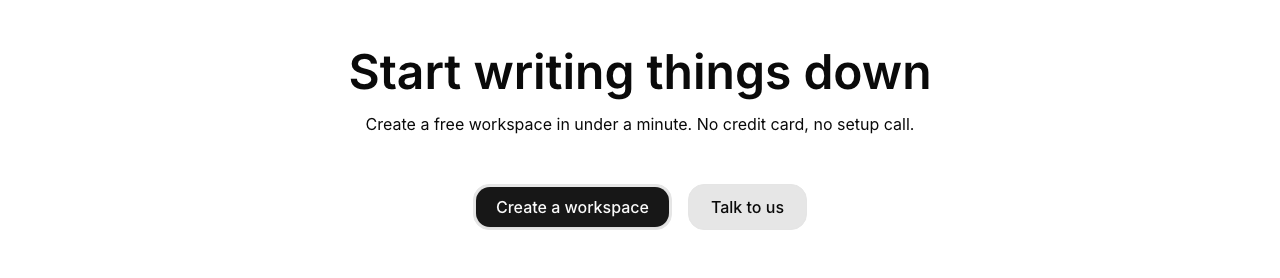 Start writing things down
Create a free workspace in under a minute. No credit card, no setup call.
Create a workspace
Talk to us